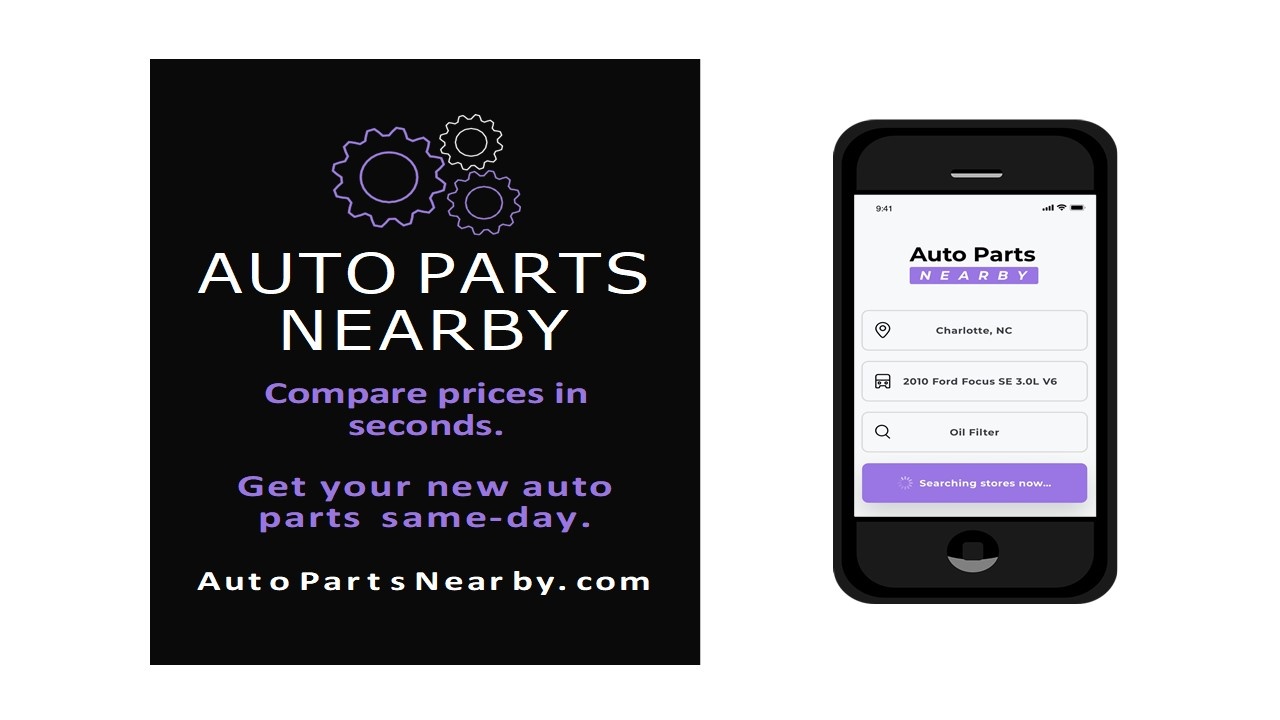 AUTO PARTS
NEARBY
Compare prices in
seconds.
Get your new auto
parts same-day.
AutoPartsNearby.com
9:41
Auto Parts
NEARBY
Charlotte, NC
2010 Ford Focus SE 3.0L V6
Oil Filter
Searching stores now...